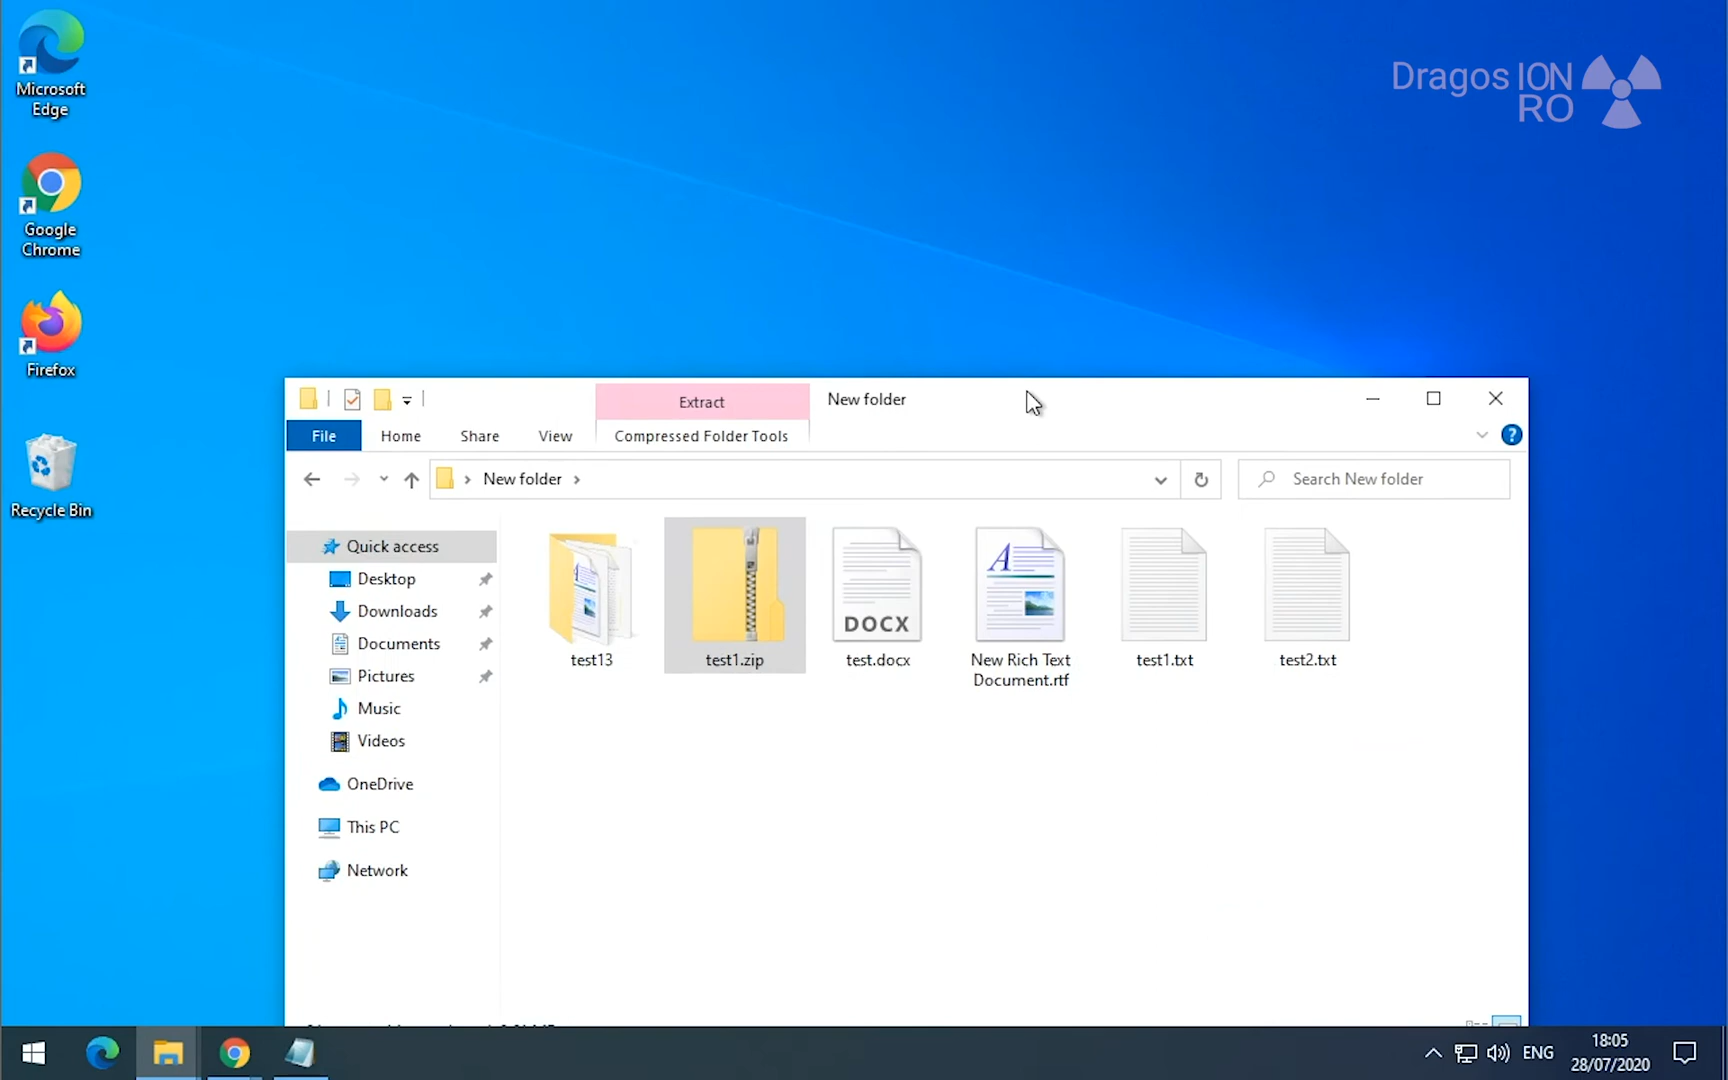 Microsoft
Edge
Google
Chrome
Firefox
Recycle Bin
Dragos ION
RO
Extract
New folder
File
Home
Share
View
Compressed Folder Tools
New folder
Search New folder
Quick access
Desktop
Downloads
Documents
Pictures
Music
Videos
OneDrive
This PC
Network
test13
test1.zip
DOCX
test.docx
New Rich Text
Document.rtf
test1.txt
test2.txt
ENG
18:05
28/07/2020